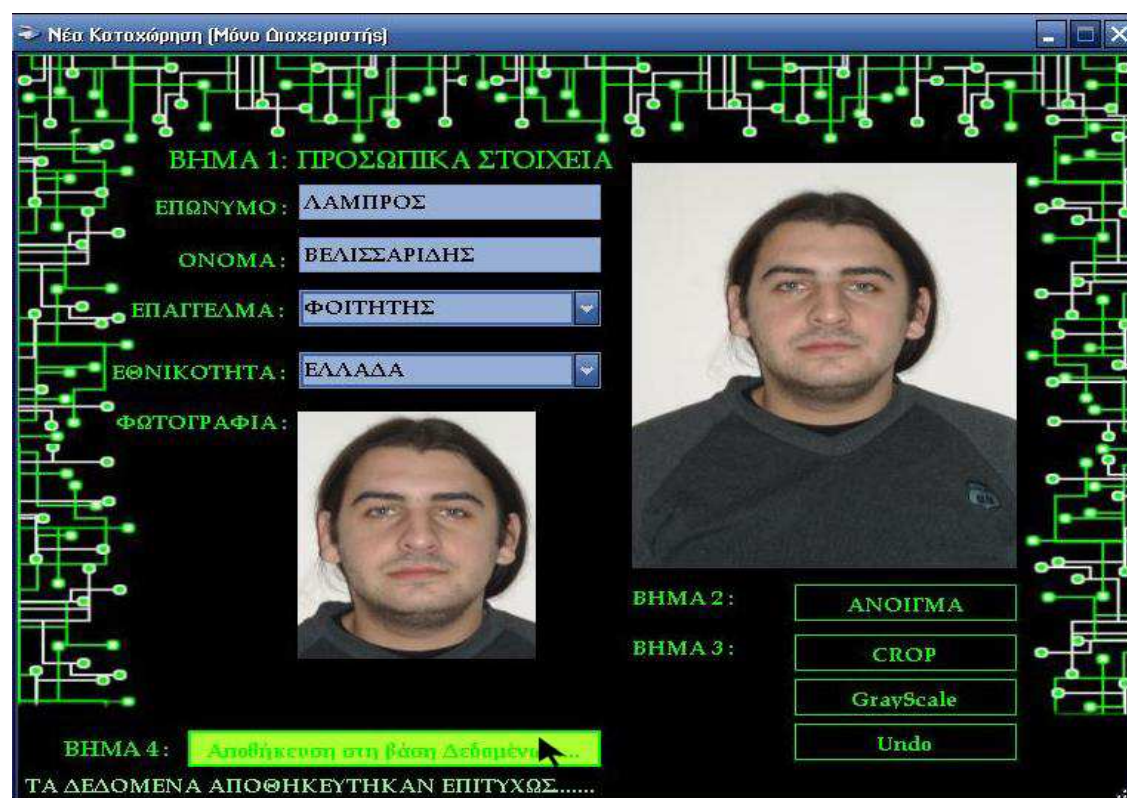 Νέα Καταχώρηση (Μόνο Διαχειριστής)
ΒΗΜΑ 1: ΠΡΟΣΩΠΙΚΑ ΣΤΟΙΧΕΙΑ
ΕΠΩΝΥΜΟ: ΛΑΜΠΡΟΣ
ΟΝΟΜΑ: ΒΕΛΙΣΣΑΡΙΔΗΣ
ΕΠΑΓΓΕΛΜΑ: ΦΟΙΤΗΤΗΣ
ΕΘΝΙΚΟΤΗΤΑ: ΕΛΛΑΔΑ
ΦΩΤΟΓΡΑΦΙΑ:
ΒΗΜΑ 2: ΑΝΟΙΓΜΑ
ΒΗΜΑ 3: CROP
GrayScale
Undo
ΒΗΜΑ 4: Αποθήκευση στη βάση
ΤΑ ΔΕΔΟΜΕΝΑ ΑΠΟΘΗΚΕΥΤΗΚΑΝ ΕΠΙΤΥΧΩΣ......